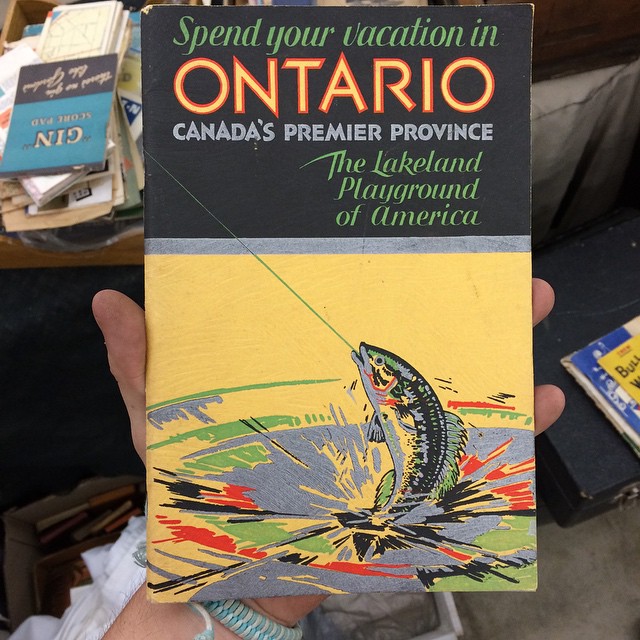 Spend your vacation in
ONTARIO
CANADA'S PREMIER PROVINCE
The Lakeland
Playground
of America
GIN
SCORE PAD